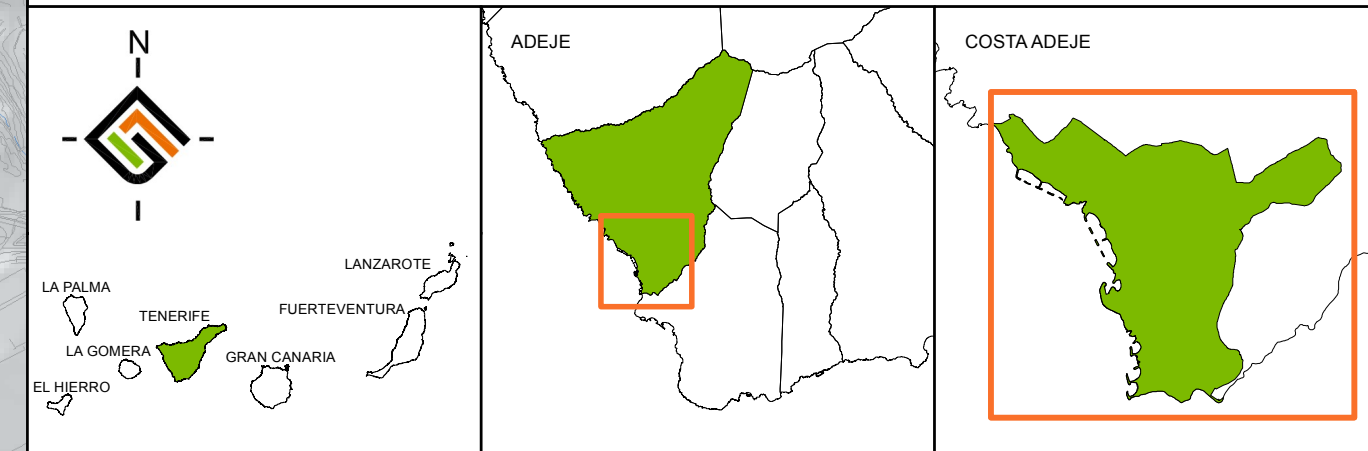 N
LA PALMA
TENERIFE
LA GOMERA
EL HIERRO
GRAN CANARIA
FUERTEVENTURA
LANZAROTE
ADEJE
COSTA ADEJE